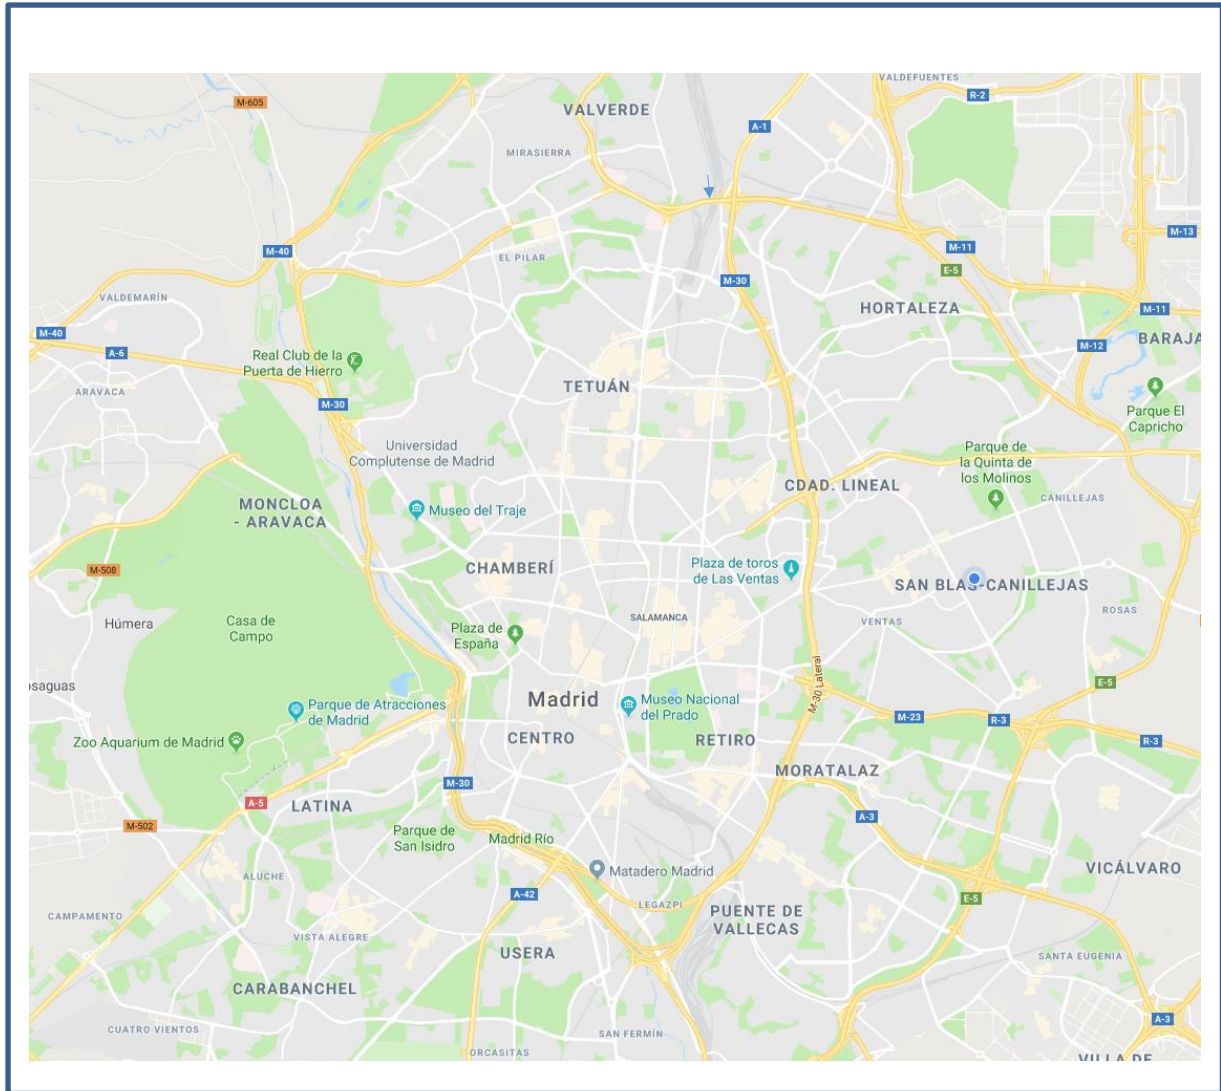 VALDEFUENTES
R-2
M-605
VALVERDE
A-1
MIRASIERRA
M-13
M-40
M-11
EL PILAR
E-5
M-30
VALDEMARÍN
HORTALEZA
M-11
M-40
BARAJA
M-12
A-6
Real Club de la
Puerta de Hierro
TETUÁN
ARAVACA
M-30
Parque El
Capricho
Universidad
Complutense de Madrid
Parque de
la Quinta de
los Molinos
CDAD. LINEAL
CANILLEJAS
MONCLOA
- ARAVACA
Museo del Traje
M-508
CHAMBERÍ
Plaza de toros
de Las Ventas
SAN BLAS-CANILLEJAS
ROSAS
Húmera
Casa de
Campo
Plaza de
España
SALAMANCA
VENTAS
osaguas
M-30 Lateral
E-5
Parque de Atracciones
de Madrid
Madrid
Museo Nacional
del Prado
M-23
R-3
Zoo Aquarium de Madrid
CENTRO
RETIRO
R-3
MORATALAZ
M-30
A-5
LATINA
M-502
A-3
Parque de
San Isidro
Madrid Río
Matadero Madrid
VICÁLVARO
ALUCHE
A-42
E-5
LEGAZPI
CAMPAMENTO
PUENTE DE
VALLECAS
VISTA ALEGRE
USERA
SANTA EUGENIA
CARABANCHEL
A-3
CUATRO VIENTOS
SAN FERMÍN
ORCASITAS
VILLA DE